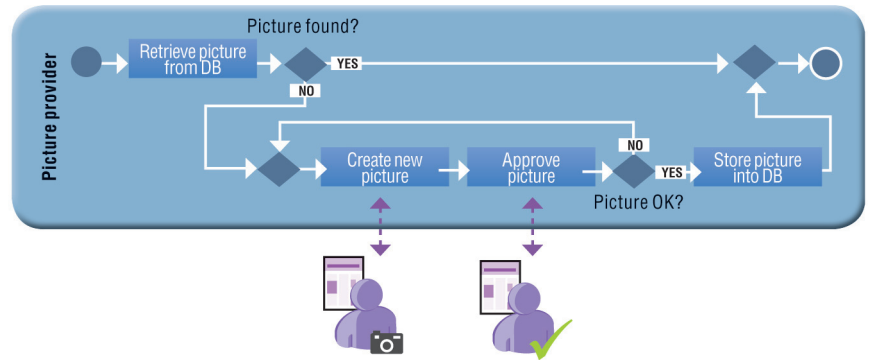 Picture provider
Picture found?
Retrieve picture
from DB
YES
NO
Create new
picture
Approve
picture
NO
YES
Picture OK?
Store picture
into DB